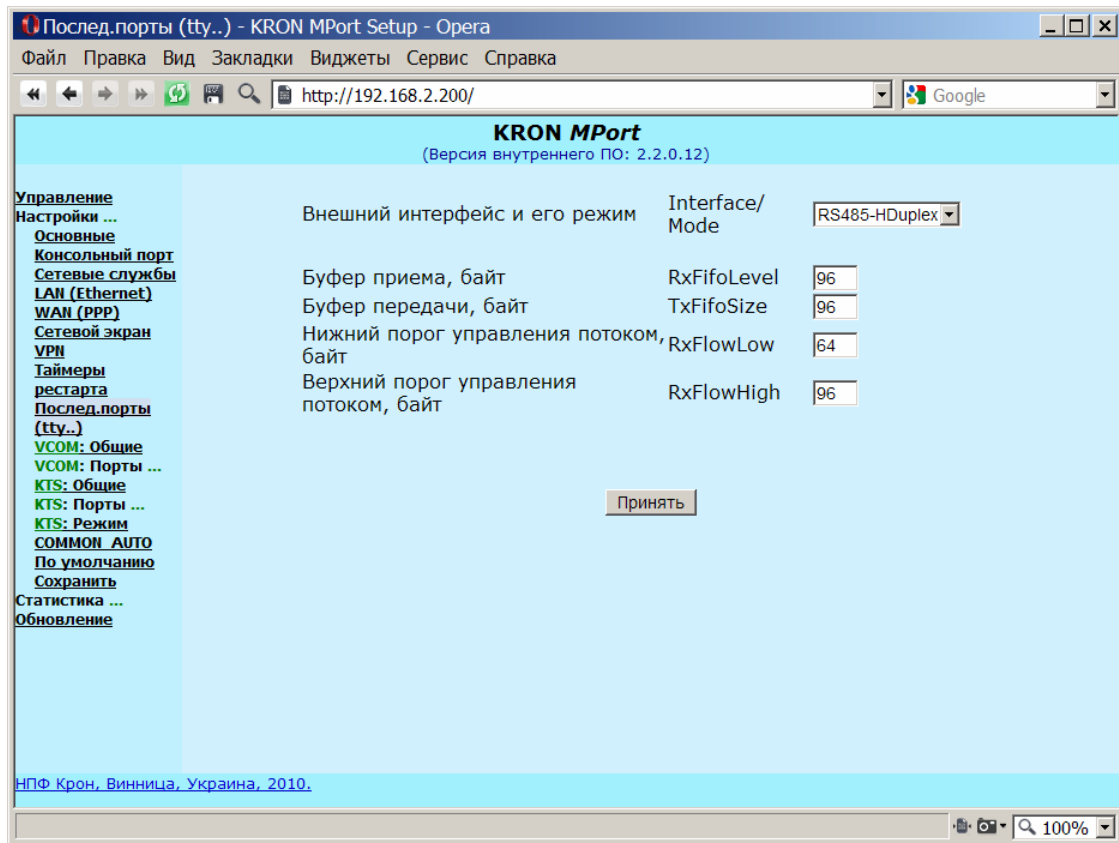 Послед.порты (tty..) - KRON MPort Setup - Opera
Файл Правка Вид Закладки Виджеты Сервис Справка
http://192.168.2.200/ Google
KRON MPort
(Версия внутреннего ПО: 2.2.0.12)
Управление
Настройки ...
Основные
Консольный порт
Сетевые службы
LAN (Ethernet)
WAN (PPP)
Сетевой экран
VPN
Таймеры
рестарта
Послед.порты
(tty..)
VCOM: Общие
VCOM: Порты ...
KTS: Общие
KTS: Порты ...
KTS: Режим
COMMON_AUTO
По умолчанию
Сохранить
Статистика ...
Обновление
Внешний интерфейс и его режим
Interface/
Mode
RS485-HDuplex
Буфер приема, байт RxFifoLevel 96
Буфер передачи, байт TxFifoSize 96
Нижний порог управления потоком,
байт
RxFlowLow 64
Верхний порог управления
потоком, байт
RxFlowHigh 96
Принять
НПФ Крон, Винница, Украина, 2010.
100%